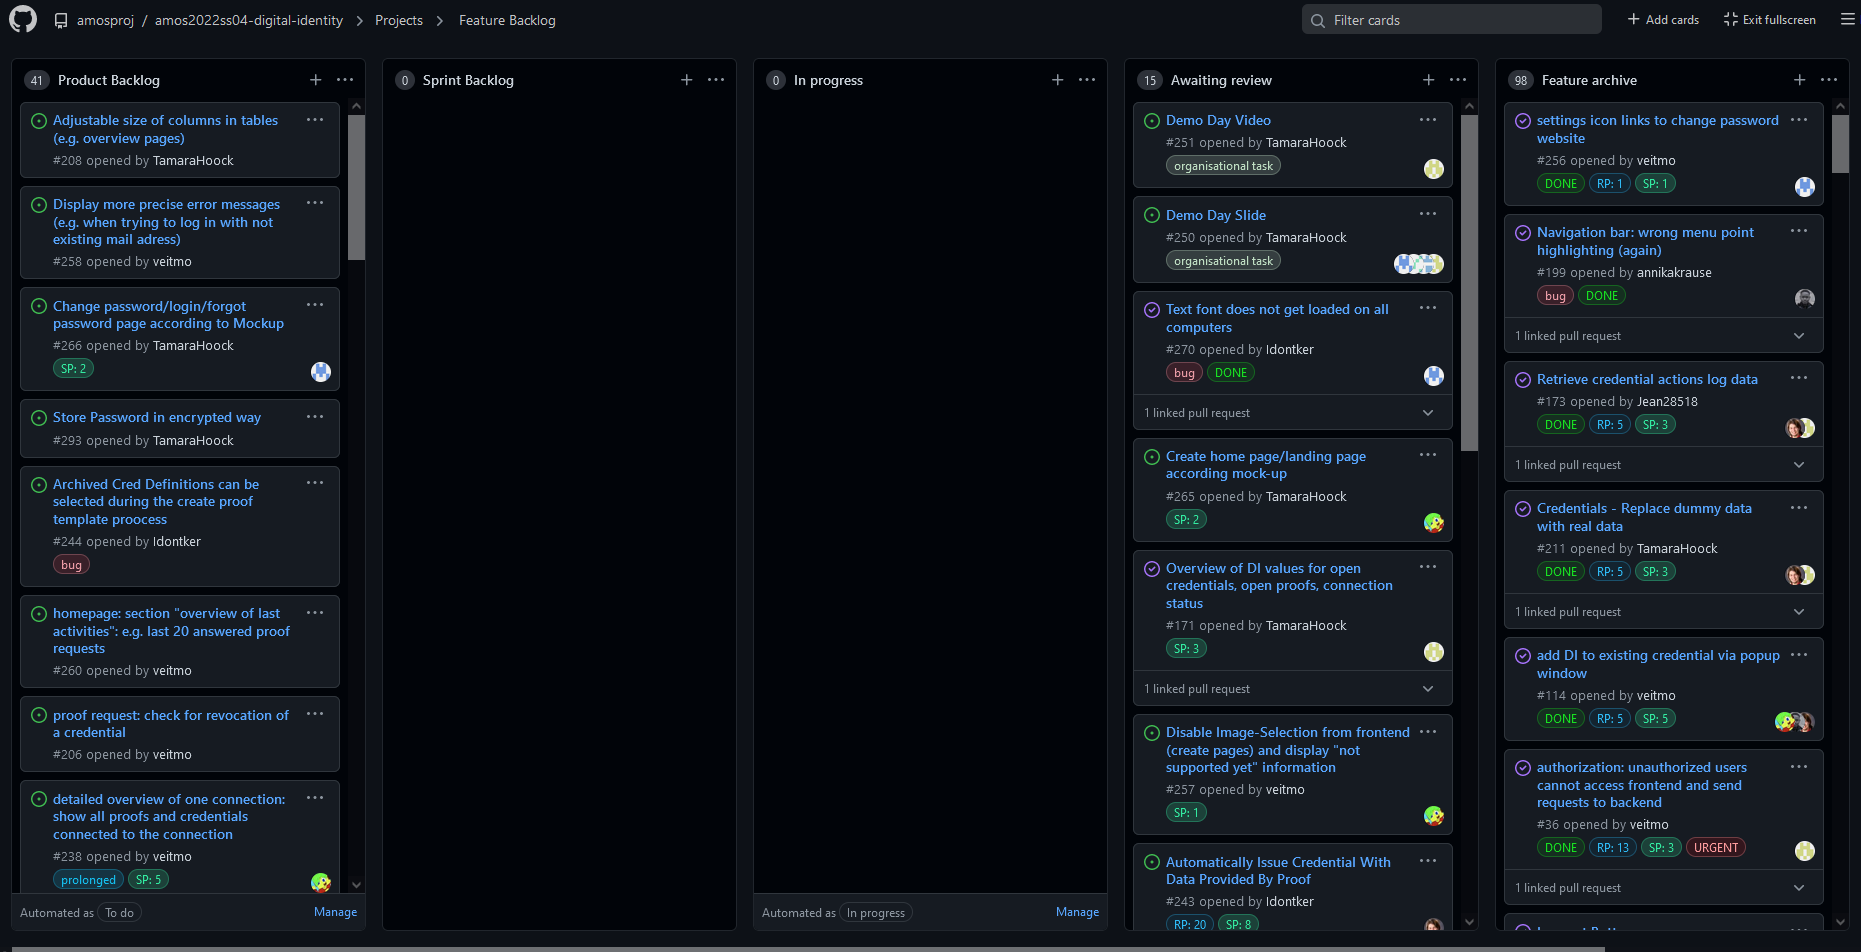 amosproj / amos2022ss04-digital-identity > Projects > Feature Backlog
Filter cards
Add cards
Exit fullscreen
41 Product Backlog
Adjustable size of columns in tables
(e.g. overview pages)
#208 opened by TamaraHoock
Display more precise error messages
(e.g. when trying to log in with not
existing mail adress)
#258 opened by veitmo
Change password/login/forgot
password page according to Mockup
#266 opened by TamaraHoock
SP: 2
Store Password in encrypted way
#293 opened by TamaraHoock
Archived Cred Definitions can be
selected during the create proof
template proocess
#244 opened by Idontker
bug
homepage: section "overview of last
activities": e.g. last 20 answered proof
requests
#260 opened by veitmo
proof request: check for revocation of
a credential
#206 opened by veitmo
detailed overview of one connection:
show all proofs and credentials
connected to the connection
#238 opened by veitmo
prolonged SP: 5
Automated as To do Manage
0 Sprint Backlog
0 In progress
Automated as In progress Manage
15 Awaiting review
Demo Day Video
#251 opened by TamaraHoock
organisational task
Demo Day Slide
#250 opened by TamaraHoock
organisational task
Text font does not get loaded on all
computers
#270 opened by Idontker
bug DONE
1 linked pull request
Create home page/landing page
according mock-up
#265 opened by TamaraHoock
SP: 2
Overview of DI values for open
credentials, open proofs, connection
status
#171 opened by TamaraHoock
SP: 3
1 linked pull request
Disable Image-Selection from frontend
(create pages) and display "not
supported yet" information
#257 opened by veitmo
SP: 1
Automatically Issue Credential With
Data Provided By Proof
#243 opened by Idontker
RP: 20 SP: 8
98 Feature archive
settings icon links to change password
website
#256 opened by veitmo
DONE RP: 1 SP: 1
Navigation bar: wrong menu point
highlighting (again)
#199 opened by annikakrause
bug DONE
1 linked pull request
Retrieve credential actions log data
#173 opened by Jean28518
DONE RP: 5 SP: 3
1 linked pull request
Credentials - Replace dummy data
with real data
#211 opened by TamaraHoock
DONE RP: 5 SP: 3
1 linked pull request
add DI to existing credential via popup
window
#114 opened by veitmo
DONE RP: 5 SP: 5
authorization: unauthorized users
cannot access frontend and send
requests to backend
#36 opened by veitmo
DONE RP: 13 SP: 3 URGENT
1 linked pull request